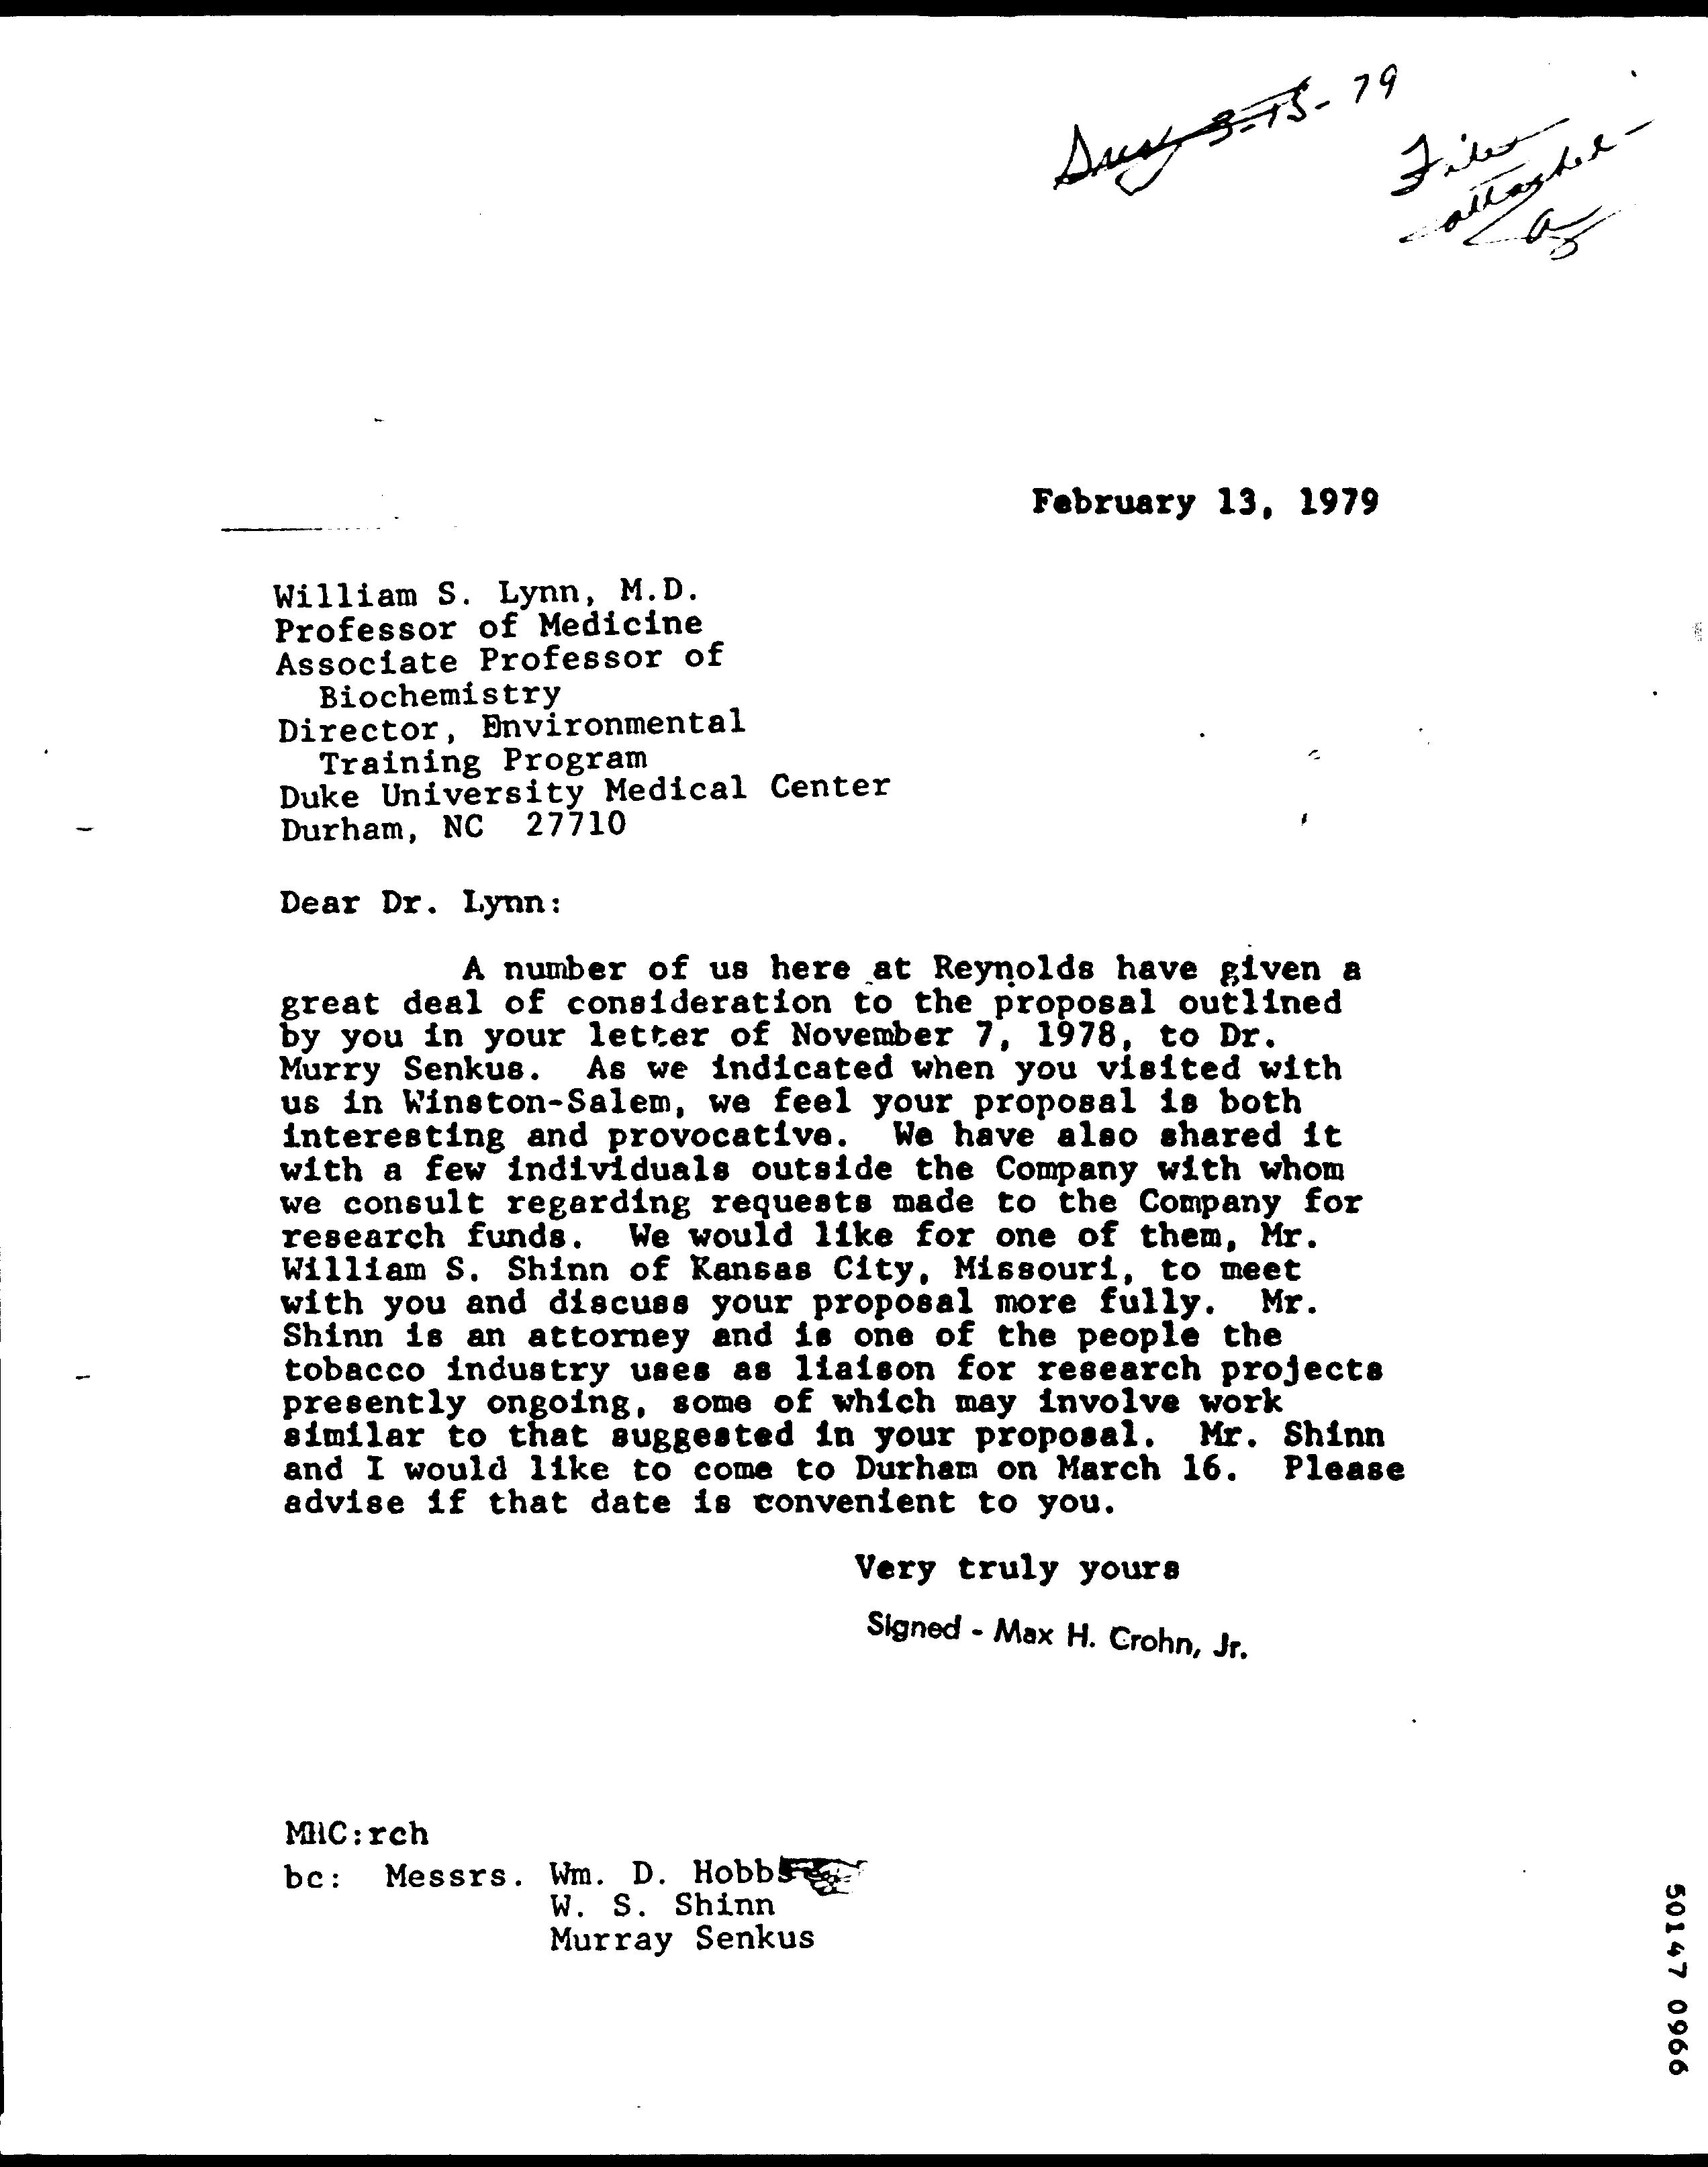 3-15-79
File
February 13, 1979
William S. Lynn, M.D.
Professor of Medicine
Associate Professor of
Biochemistry
Director, Environmental
Training Program
Duke University Medical Center
Durham, NC 27710
Dear Dr. Lynn:
A number of us here at Reynolds have given a
great deal of consideration to the proposal outlined
by you in your letter of November 7, 1978, to Dr.
Murry Senkus. As we indicated when you visited with
us in Winston-Salem, we feel your proposal is both
interesting and provocative. We have also shared it
with a few individuals outside the Company with whom
we consult regarding requests made to the Company for
research funds. We would like for one of them, Mr.
William S. Shinn of Kansas City, Missouri, to meet
with you and discuss your proposal more fully. Mr.
Shinn is an attorney and is one of the people the
tobacco industry uses as liaison for research projects
presently ongoing, some of which may involve work
similar to that suggested in your proposal. Mr. Shinn
and I would like to come to Durham on March 16. Please
advise if that date is convenient to you.
Very truly yours
Signed - Max H. Crohn, Jr.
MHC:rch
bc: Messrs. Wm. D. Hobbs
W. S. Shinn
Murray Senkus
50147 0966